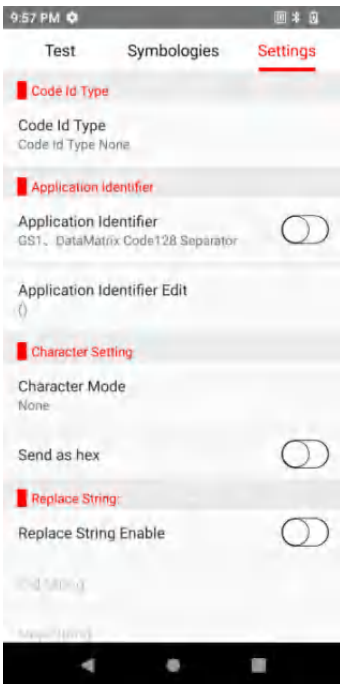 9:57 PM
Test Symbologies Settings
Code Id Type
Code Id Type
Code Id Type None
Application Identifier
Application Identifier
GS1、DataMatrix Code128 Separator
Application Identifier Edit
()
Character Setting
Character Mode
None
Send as hex
Replace String:
Replace String Enable